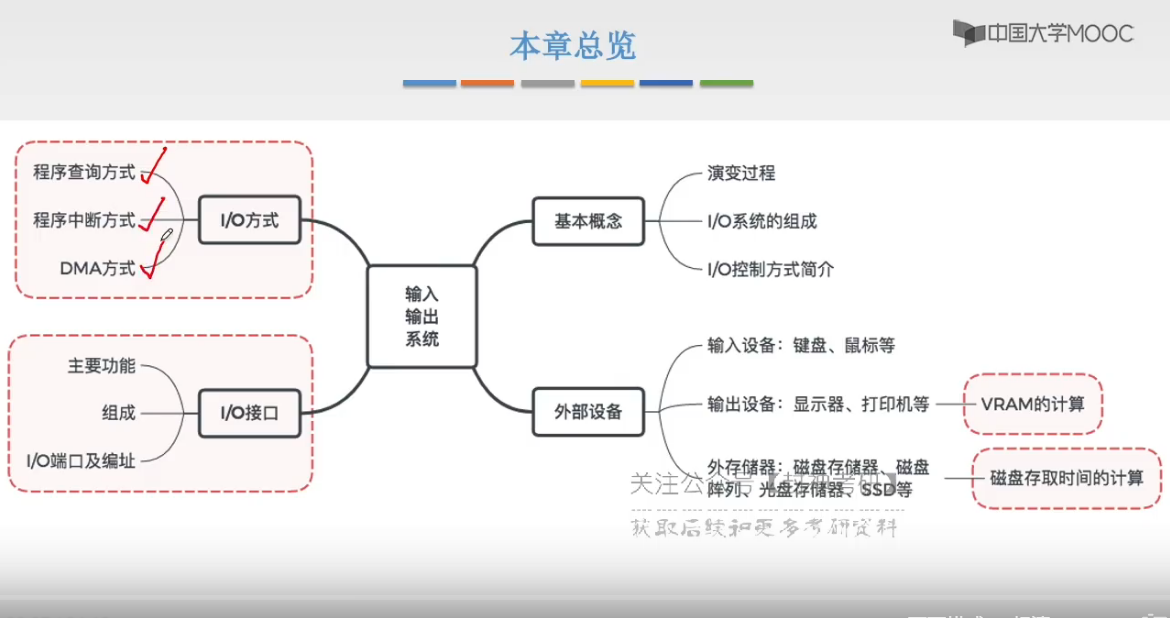 本章总览
中国大学MOOC
程序查询方式
程序中断方式
DMA方式
I/O方式
主要功能
组成
I/O端口及编址
I/O接口
输入
输出
系统
基本概念
演变过程
I/O系统的组成
I/O控制方式简介
外部设备
输入设备：键盘、鼠标等
输出设备：显示器、打印机等
VRAM的计算
外存储器：磁盘存储器、磁盘
阵列、光盘存储器、SSD等
磁盘存取时间的计算
关注公众号
获取后续和更多考研资料